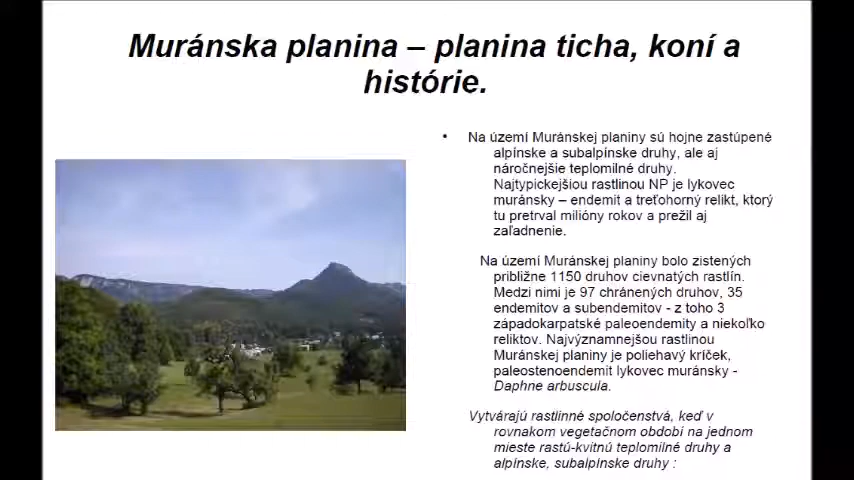 Muránska planina – planina ticha, koní a
histórie.
• Na území Muránskej planiny sú hojne zastúpené
alpínske a subalpínske druhy, ale aj
náročnejšie teplomilné druhy.
Najtypickejšiou rastlinou NP je lykovec
muránsky – endemit a treťohorný relikt, ktorý
tu pretrval milióny rokov a prežil aj
zaľadnenie.
Na území Muránskej planiny bolo zistených
približne 1150 druhov cievnatých rastlín.
Medzi nimi je 97 chránených druhov, 35
endemitov a subendemitov - z toho 3
západokarpatské paleoendemity a niekoľko
reliktov. Najvýznamnejšou rastlinou
Muránskej planiny je poliehavý kríček,
paleostenoendemit lykovec muránsky -
Daphne arbuscula.
Vytvárajú rastlinné spoločenstvá, keď v
rovnakom vegetačnom období na jednom
mieste rastú-kvitnú teplomilné druhy a
alpínske, subalpínske druhy :